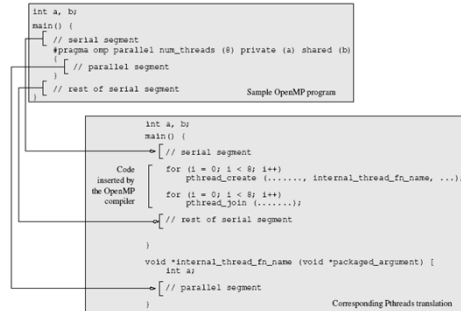 int a, b;
main() {
// serial segment
#pragma omp parallel num_threads (8) private (a) shared (b)
{
// parallel segment
}
// rest of serial segment
}
Sample OpenMP program
int a, b;
main() {
// serial segment
Code
inserted by
the OpenMP
compiler
for (i = 0; i < 8; i++)
pthread_create (......., internal_thread_fn_name, ...);
for (i = 0; i < 8; i++)
pthread_join (.......);
// rest of serial segment
}
void *internal_thread_fn_name (void *packaged_argument) [
int a;
// parallel segment
}
Corresponding Pthreads translation